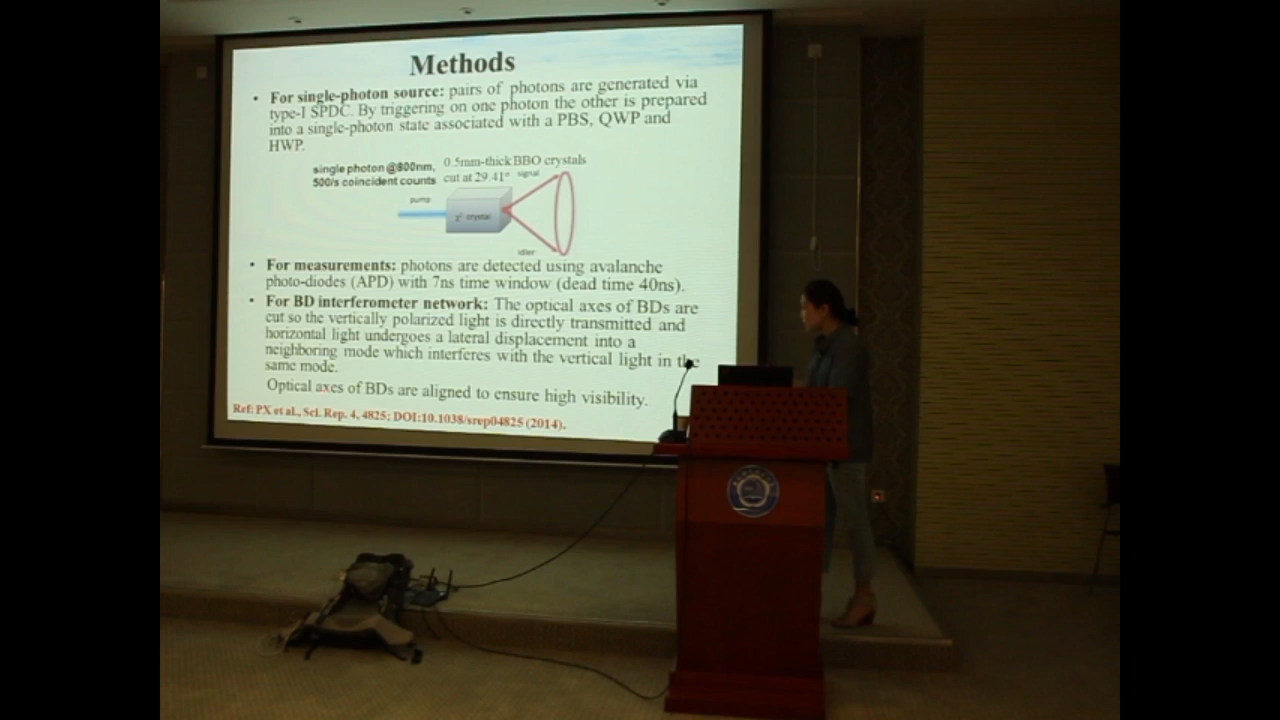 Methods
• For single-photon source: pairs of photons are generated via
type-I SPDC. By triggering on one photon the other is prepared
into a single-photon state associated with a PBS, QWP and
HWP.
single photon @800nm, 0.5mm-thick BBO crystals
500/s coincident counts cut at 29.41° signal
pump
χ² crystal
idler
• For measurements: photons are detected using avalanche
photo-diodes (APD) with 7ns time window (dead time 40ns).
• For BD interferometer network: The optical axes of BDs are
cut so the vertically polarized light is directly transmitted and
horizontal light undergoes a lateral displacement into a
neighboring mode which interferes with the vertical light in the
same mode.
Optical axes of BDs are aligned to ensure high visibility.
Ref: PX et al., Sci. Rep. 4, 4825; DOI:10.1038/srep04825 (2014).